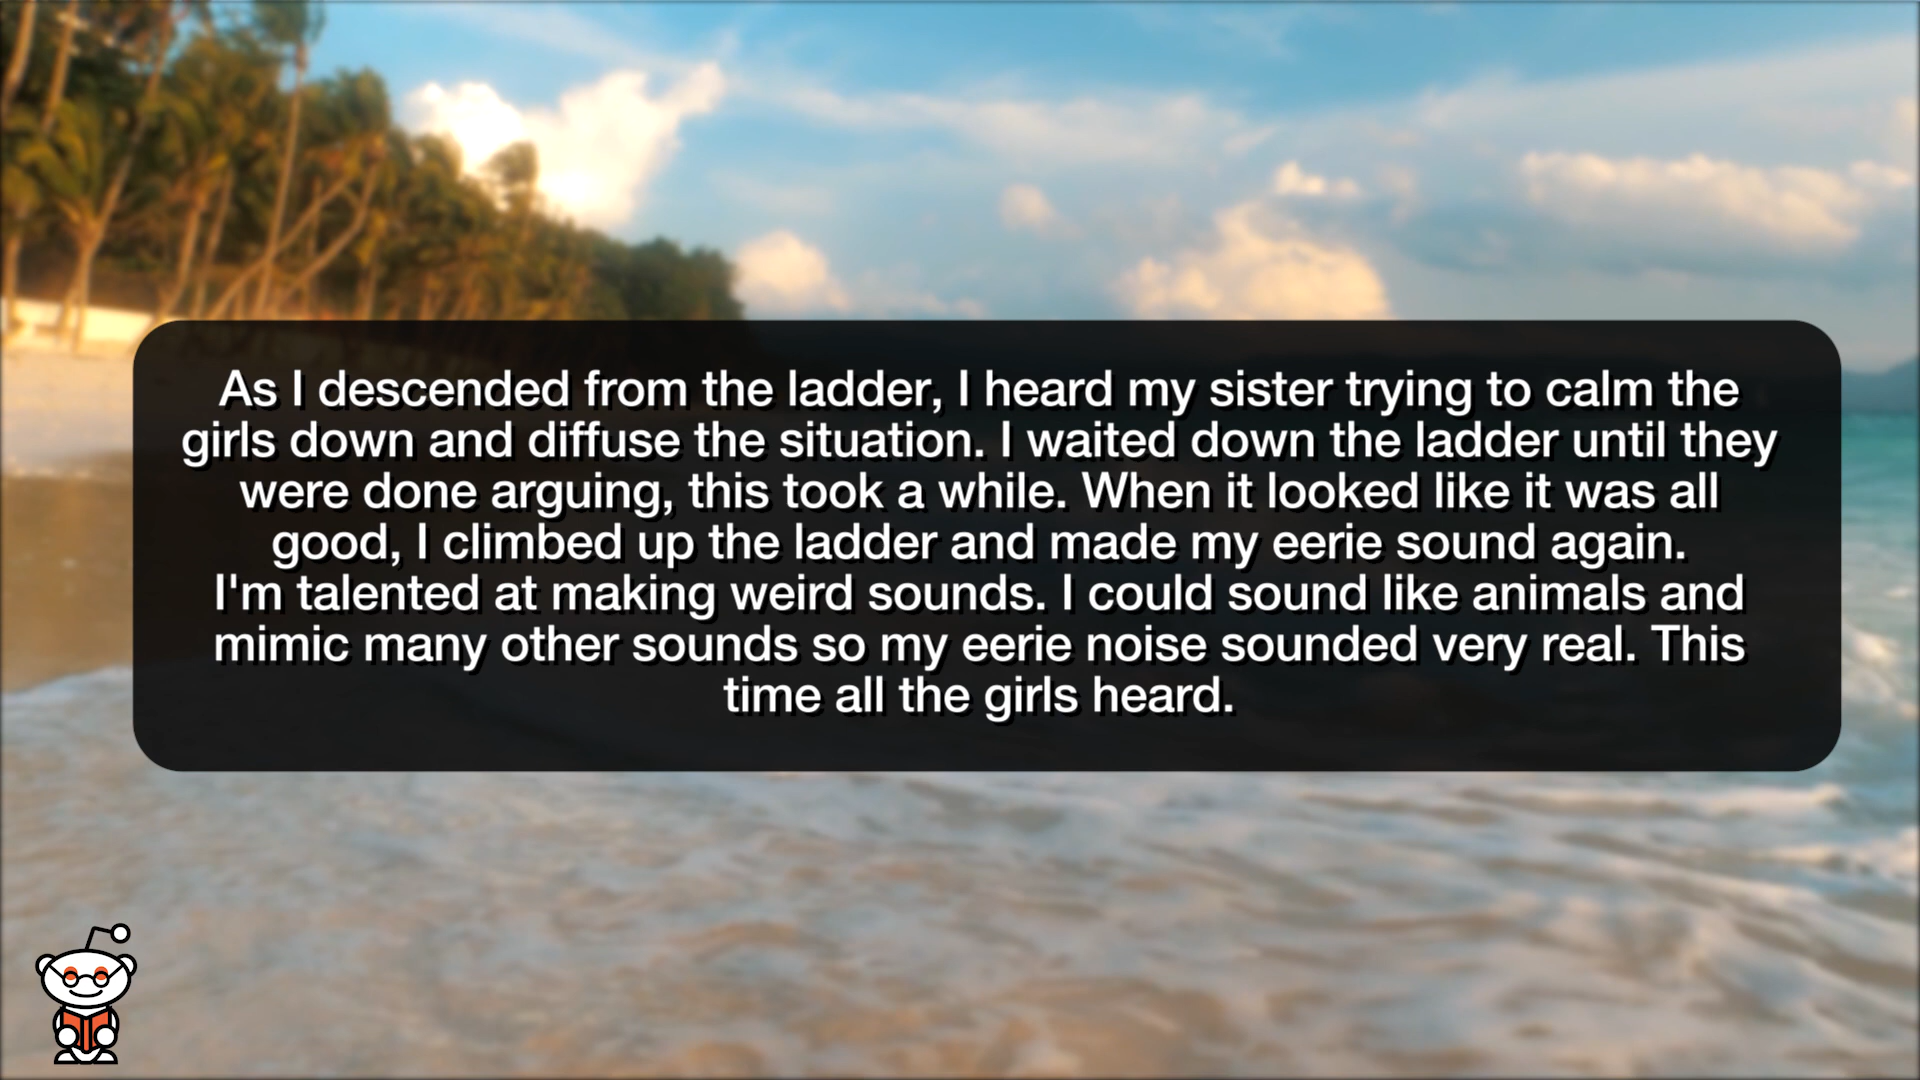 As I descended from the ladder, I heard my sister trying to calm the
girls down and diffuse the situation. I waited down the ladder until they
were done arguing, this took a while. When it looked like it was all
good, I climbed up the ladder and made my eerie sound again.
I'm talented at making weird sounds. I could sound like animals and
mimic many other sounds so my eerie noise sounded very real. This
time all the girls heard.